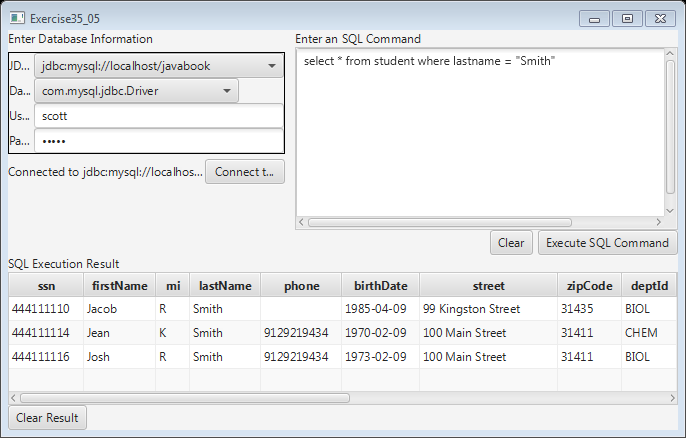 Exercise35_05
Enter Database Information
JD... jdbc:mysql://localhost/javabook
Da... com.mysql.jdbc.Driver
Us... scott
Pa... •••••
Connected to jdbc:mysql://localhos... Connect t...
Enter an SQL Command
select * from student where lastname = "Smith"
Clear Execute SQL Command
SQL Execution Result
ssn firstName mi lastName phone birthDate street zipCode deptId
444111110 Jacob R Smith 1985-04-09 99 Kingston Street 31435 BIOL
444111114 Jean K Smith 9129219434 1970-02-09 100 Main Street 31411 CHEM
444111116 Josh R Smith 9129219434 1973-02-09 100 Main Street 31411 BIOL
Clear Result